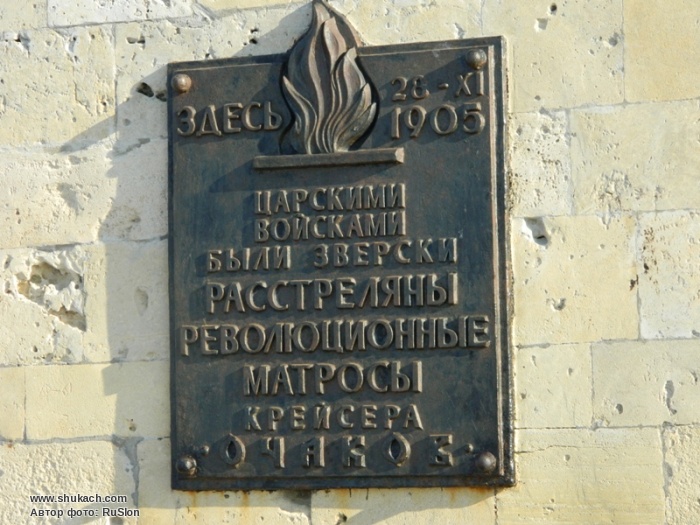 ЗДЕСЬ 28-XI
1905
ЦАРСКИМИ
ВОЙСКАМИ
БЫЛИ ЗВЕРСКИ
РАССТРЕЛЯНЫ
РЕВОЛЮЦИОННЫЕ
МАТРОСЫ
КРЕЙСЕРА
·ОЧАКОВ·
www.shukach.com
Автор фото: RuSlon